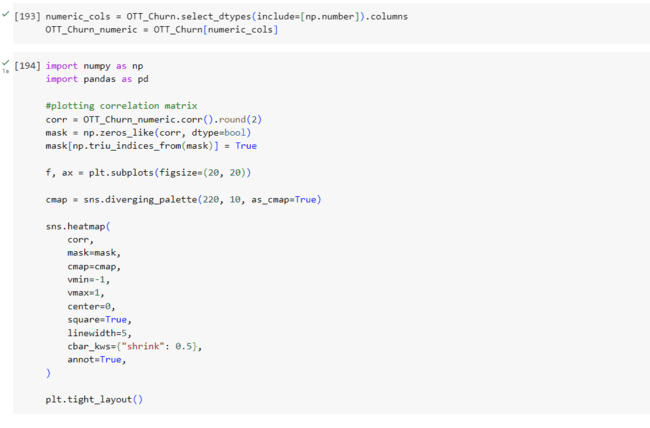 [193] numeric_cols = OTT_Churn.select_dtypes(include=[np.number]).columns
OTT_Churn_numeric = OTT_Churn[numeric_cols]
[194] import numpy as np
1s
import pandas as pd
#plotting correlation matrix
corr = OTT_Churn_numeric.corr().round(2)
mask = np.zeros_like(corr, dtype=bool)
mask[np.triu_indices_from(mask)] = True
f, ax = plt.subplots(figsize=(20, 20))
cmap = sns.diverging_palette(220, 10, as_cmap=True)
sns.heatmap(
    corr,
    mask=mask,
    cmap=cmap,
    vmin=-1,
    vmax=1,
    center=0,
    square=True,
    linewidth=5,
    cbar_kws={"shrink": 0.5},
    annot=True,
)
plt.tight_layout()